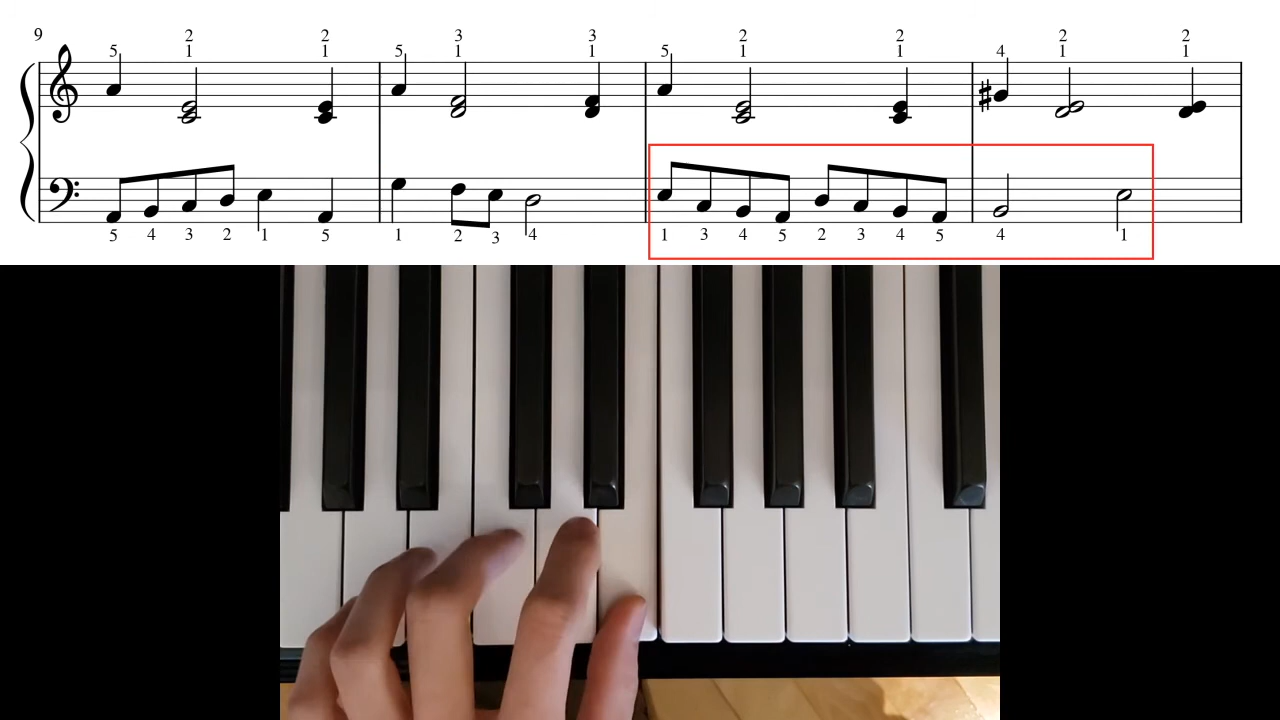 9
2 2 3 3 2 2 2 2
5 1 1 5 1 1 5 1 1 4 1 1
5 4 3 2 1 5 1 2 3 4 1 3 4 5 2 3 4 5 4 1